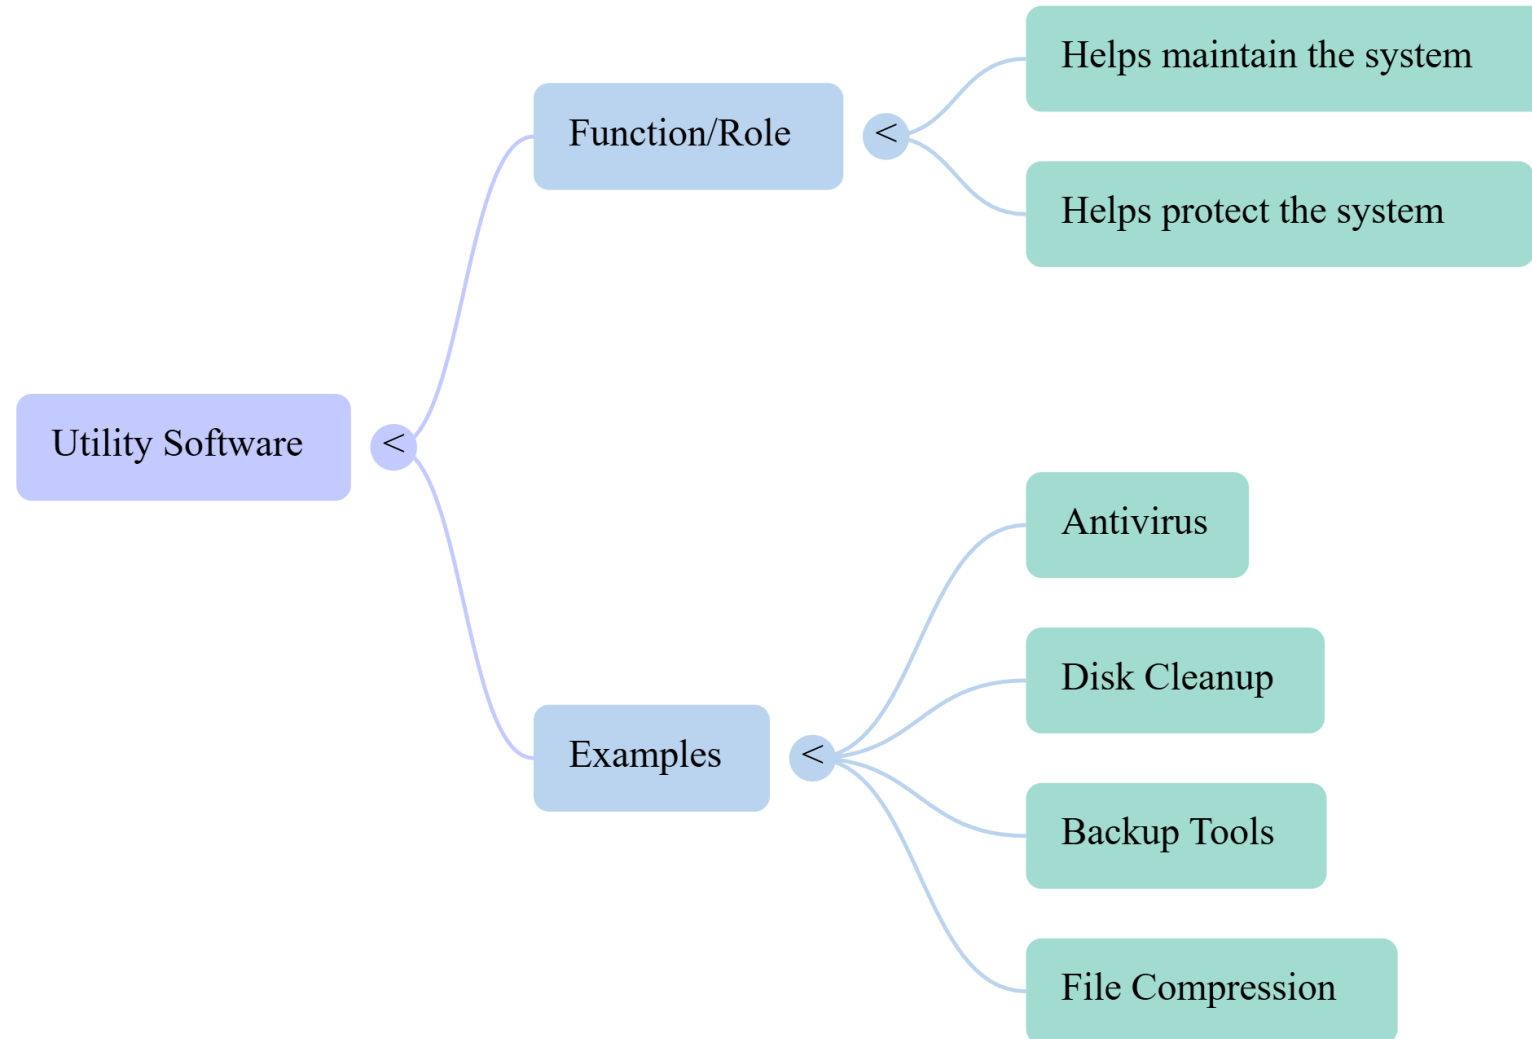 Utility Software
<
Function/Role
<
Helps maintain the system
Helps protect the system
Examples
<
Antivirus
Disk Cleanup
Backup Tools
File Compression